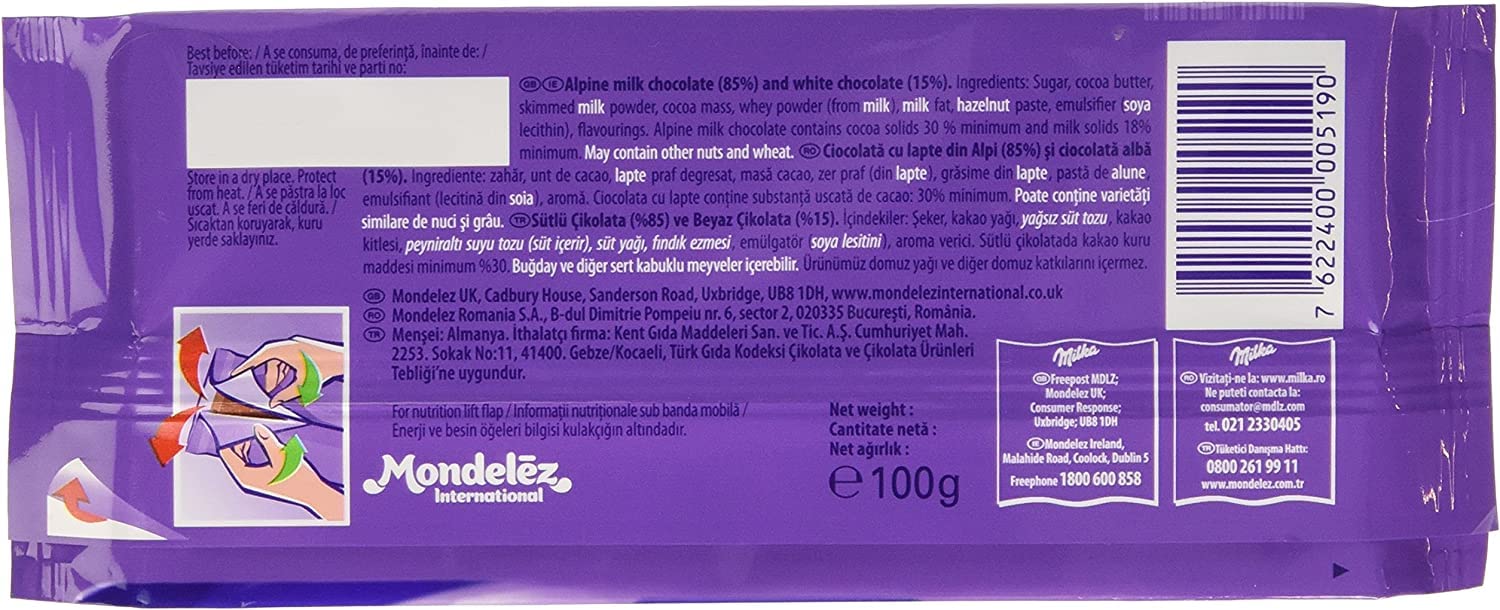 Best before: / A se consuma, de preferinţă, înainte de: /
Tavsiye edilen tüketim tarihi ve parti no:
GB IE Alpine milk chocolate (85%) and white chocolate (15%). Ingredients: Sugar, cocoa butter,
skimmed milk powder, cocoa mass, whey powder (from milk), milk fat, hazelnut paste, emulsifier (soya
lecithin), flavourings. Alpine milk chocolate contains cocoa solids 30 % minimum and milk solids 18%
minimum. May contain other nuts and wheat. RO Ciocolată cu lapte din Alpi (85%) şi ciocolată albă
(15%). Ingrediente: zahăr, unt de cacao, lapte praf degresat, masă cacao, zer praf (din lapte), grăsime din lapte, pastă de alune,
emulsifiant (lecitină din soia), aromă. Ciocolata cu lapte conţine substanţă uscată de cacao: 30% minimum. Poate conţine varietăţi
similare de nuci şi grâu. TR Sütlü Çikolata (%85) ve Beyaz Çikolata (%15). İçindekiler: Şeker, kakao yağı, yağsız süt tozu, kakao
kitlesi, peyniraltı suyu tozu (süt içerir), süt yağı, fındık ezmesi, emülgatör (soya lesitini), aroma verici. Sütlü çikolatada kakao kuru
maddesi minimum %30. Buğday ve diğer sert kabuklu meyveler içerebilir. Ürünümüz domuz yağı ve diğer domuz katkılarını içermez.
Store in a dry place. Protect
from heat. / A se păstra la loc
uscat. A se feri de căldură. /
Sıcaktan koruyarak, kuru
yerde saklayınız.
GB Mondelez UK, Cadbury House, Sanderson Road, Uxbridge, UB8 1DH, www.mondelezinternational.co.uk
RO Mondelez Romania S.A., B-dul Dimitrie Pompeiu nr. 6, sector 2, 020335 Bucureşti, România.
TR Menşei: Almanya. İthalatçı firma: Kent Gıda Maddeleri San. ve Tic. A.Ş. Cumhuriyet Mah.
2253. Sokak No:11, 41400. Gebze/Kocaeli, Türk Gıda Kodeksi Çikolata ve Çikolata Ürünleri
Tebliği'ne uygundur.
For nutrition lift flap / Informaţii nutriţionale sub banda mobilă /
Enerji ve besin öğeleri bilgisi kulakçığın altındadır.
Mondelēz
International
Net weight :
Cantitate netă :
Net ağırlık :
e 100g
7 622400 005190
Milka
GB Freepost MDLZ;
Mondelez UK;
Consumer Response;
Uxbridge; UB8 1DH
IE Mondelez Ireland,
Malahide Road, Coolock, Dublin 5
Freephone 1800 600 858
Milka
RO Vizitaţi-ne la: www.milka.ro
Ne puteti contacta la:
consumator@mdlz.com
tel. 021 2330405
TR Tüketici Danışma Hattı:
0800 261 99 11
www.mondelez.com.tr